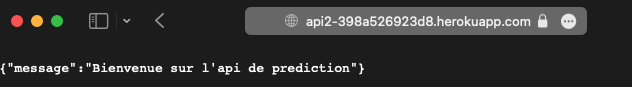 api2-398a526923d8.herokuapp.com
{"message":"Bienvenue sur l'api de prediction"}